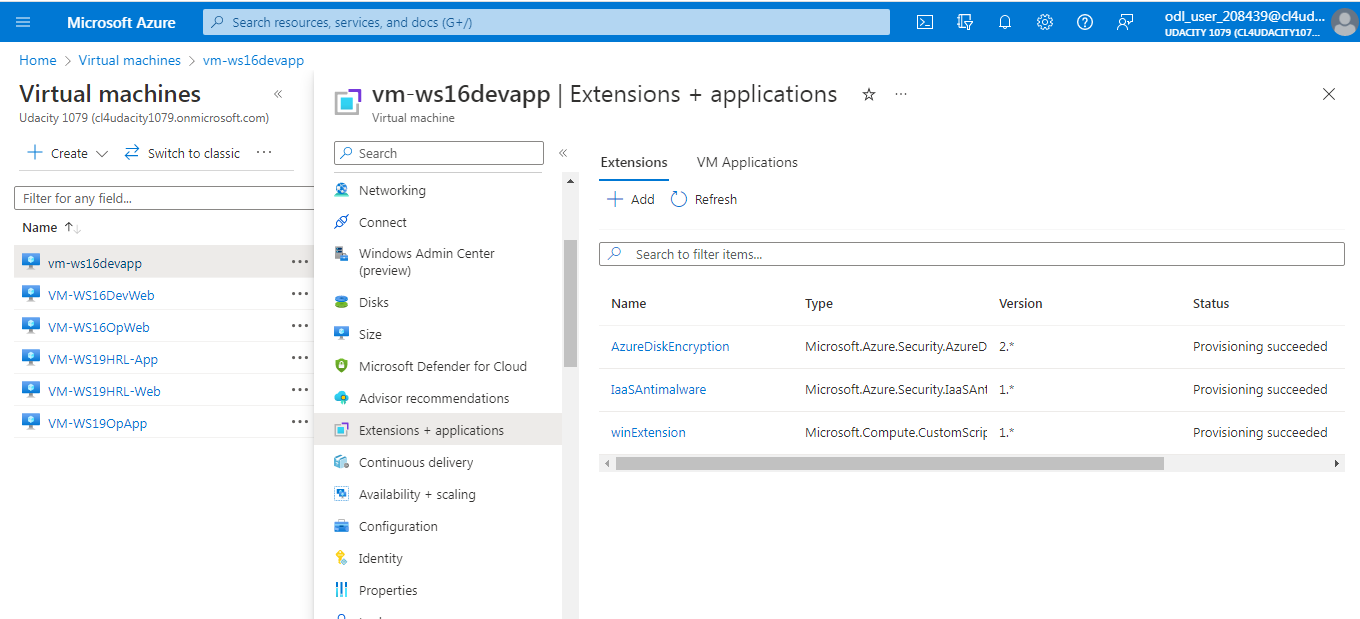 Microsoft Azure
Search resources, services, and docs (G+/)
odl_user_208439@cl4ud...
UDACITY 1079 (CL4UDACITY107...
Home > Virtual machines > vm-ws16devapp
Virtual machines
Udacity 1079 (cl4udacity1079.onmicrosoft.com)
Create
Switch to classic
Filter for any field...
Name
vm-ws16devapp
VM-WS16DevWeb
VM-WS16OpWeb
VM-WS19HRL-App
VM-WS19HRL-Web
VM-WS19OpApp
vm-ws16devapp | Extensions + applications
Virtual machine
Search
Networking
Connect
Windows Admin Center
(preview)
Disks
Size
Microsoft Defender for Cloud
Advisor recommendations
Extensions + applications
Continuous delivery
Availability + scaling
Configuration
Identity
Properties
Extensions VM Applications
Add Refresh
Search to filter items...
Name Type Version Status
AzureDiskEncryption Microsoft.Azure.Security.AzureD 2.* Provisioning succeeded
IaaSAntimalware Microsoft.Azure.Security.IaaSAnt 1.* Provisioning succeeded
winExtension Microsoft.Compute.CustomScrip 1.* Provisioning succeeded